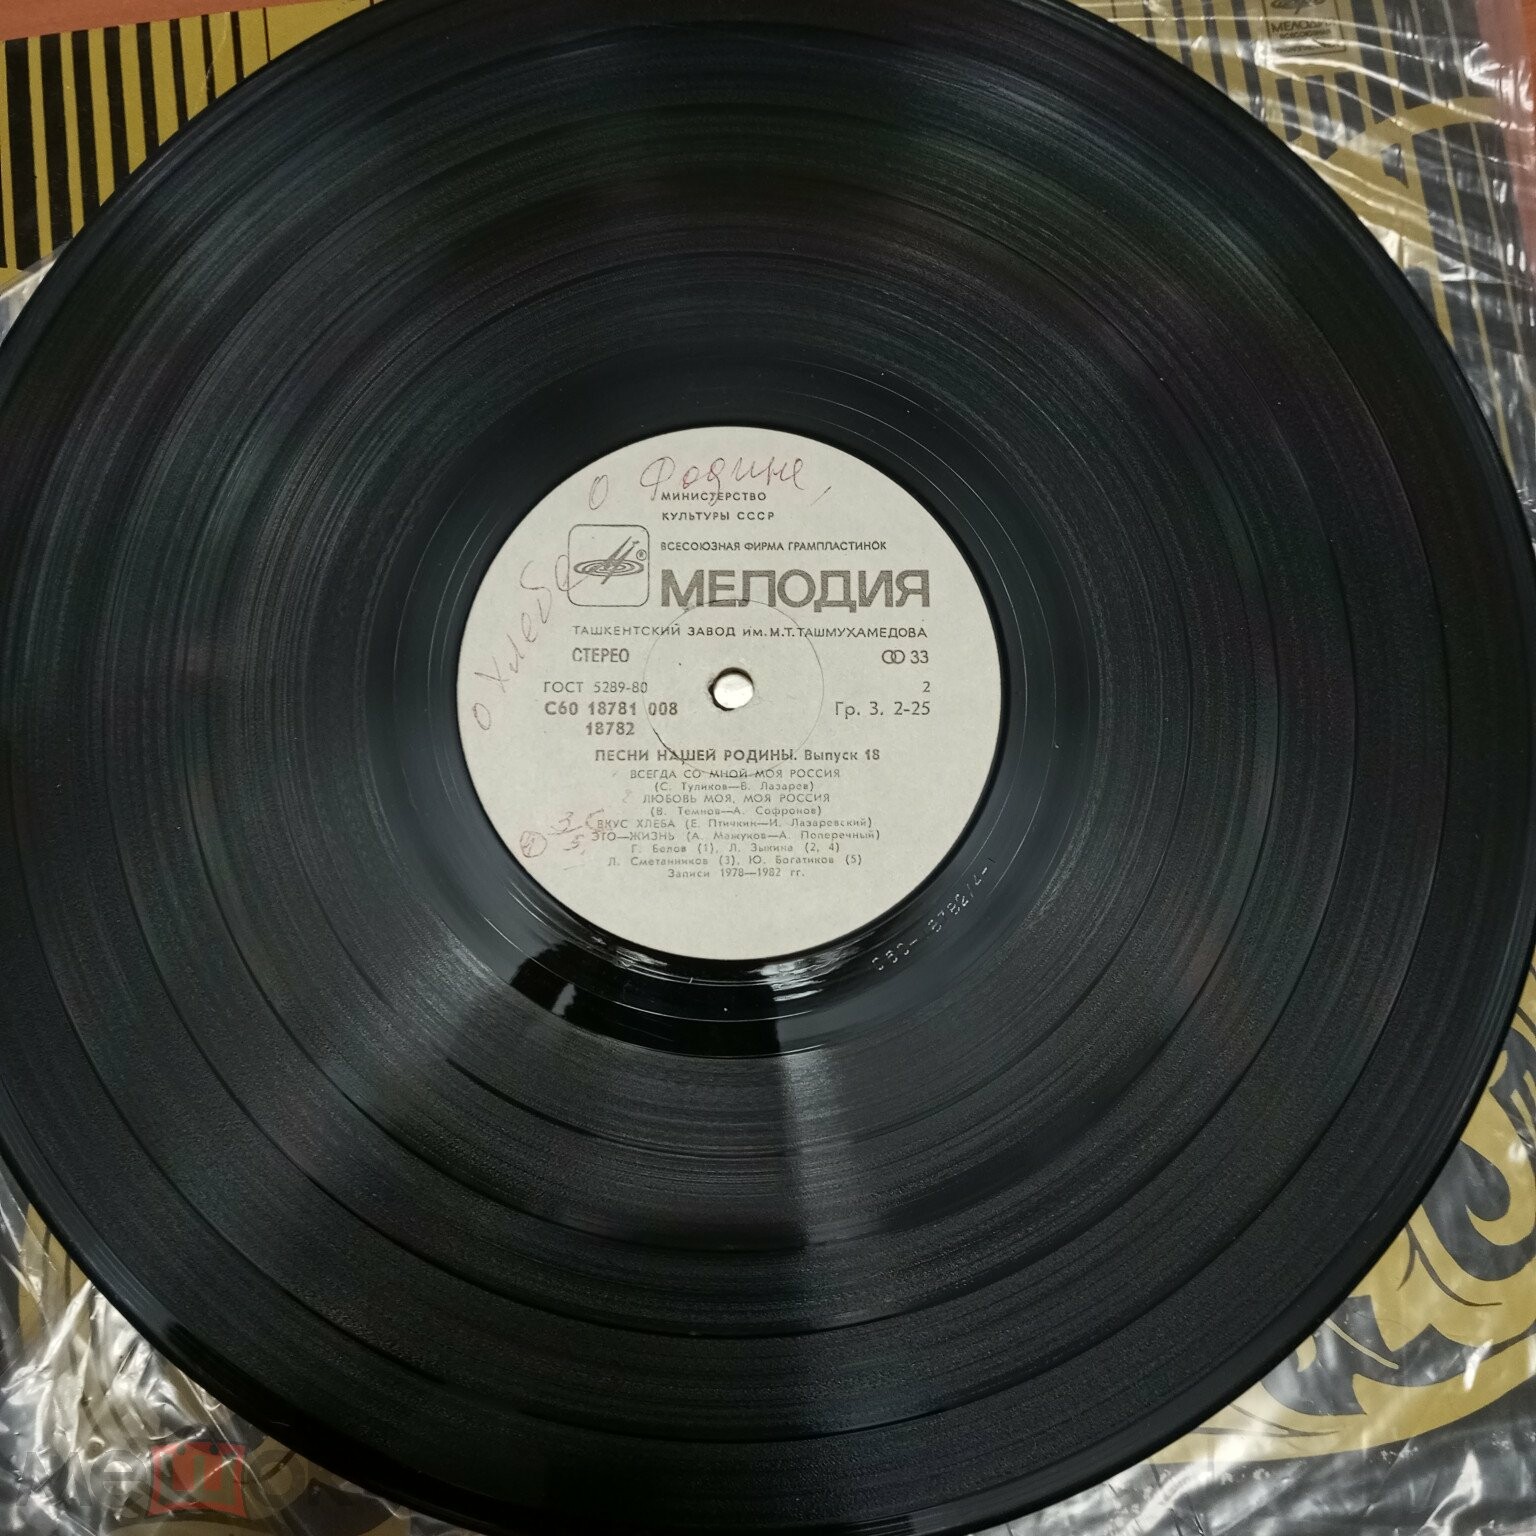 МЕЛОДИЯ
о Родине,
о хлебе
МИНИСТЕРСТВО
КУЛЬТУРЫ СССР
ВСЕСОЮЗНАЯ ФИРМА ГРАМПЛАСТИНОК
МЕЛОДИЯ
ТАШКЕНТСКИЙ ЗАВОД им. М.Т. ТАШМУХАМЕДОВА
СТЕРЕО 33
ГОСТ 5289-80 2
С60 18781 008 Гр. 3. 2-25
18782
ПЕСНИ НАШЕЙ РОДИНЫ. Выпуск 18
ВСЕГДА СО МНОЙ МОЯ РОССИЯ
(С. Туликов—В. Лазарев)
ЛЮБОВЬ МОЯ, МОЯ РОССИЯ
(В. Темнов—А. Софронов)
ВКУС ХЛЕБА (Е. Птичкин—И. Лазаревский)
ЭТО—ЖИЗНЬ (А. Мажуков—А. Поперечный)
Г. Белов (1), Л. Зыкина (2, 4)
Л. Сметанников (3), Ю. Богатиков (5)
Записи 1978—1982 гг.